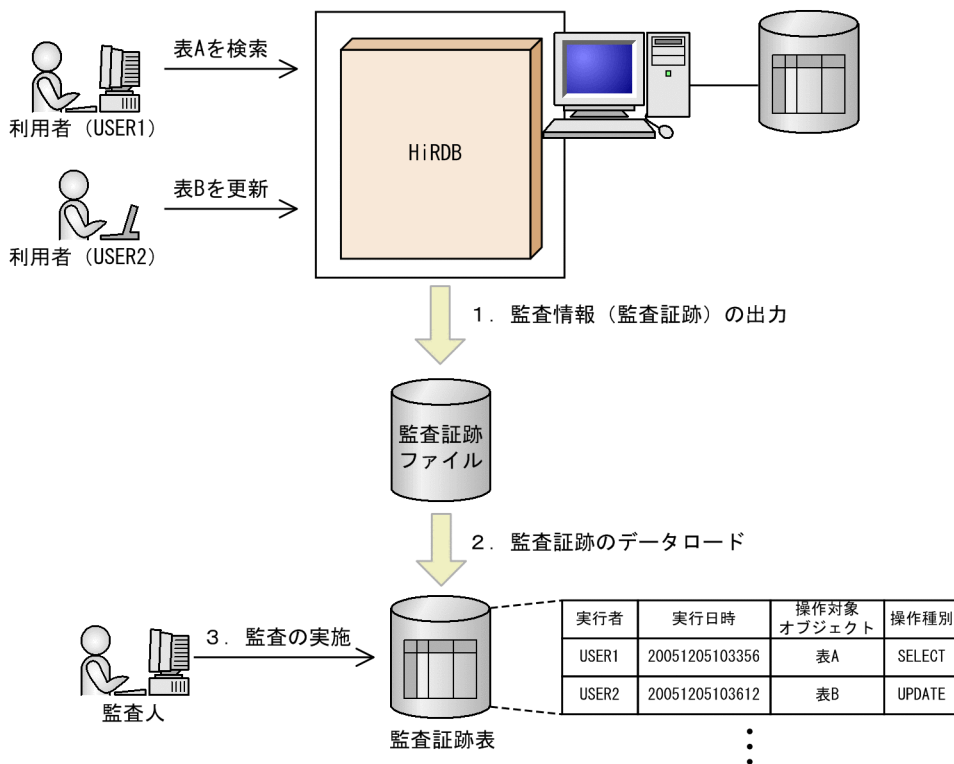 表Aを検索
利用者（USER1）
HiRDB
表Bを更新
利用者（USER2）
１．監査情報（監査証跡）の出力
監査証跡
ファイル
２．監査証跡のデータロード
３．監査の実施
監査人
監査証跡表
実行者 実行日時 操作対象オブジェクト 操作種別
USER1 20051205103356 表A SELECT
USER2 20051205103612 表B UPDATE